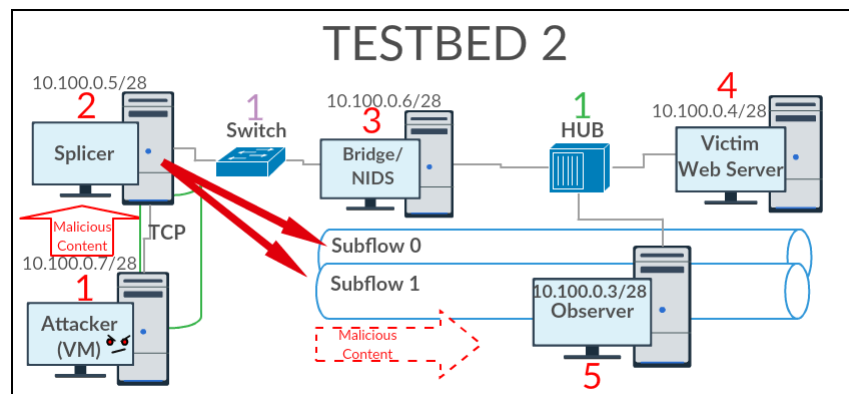 TESTBED 2
10.100.0.5/28
2
Splicer
1
Switch
10.100.0.6/28
3
Bridge/
NIDS
1
HUB
4
10.100.0.4/28
Victim
Web Server
Malicious
Content
TCP
10.100.0.7/28
1
Attacker
(VM)
Subflow 0
Subflow 1
Malicious
Content
10.100.0.3/28
Observer
5